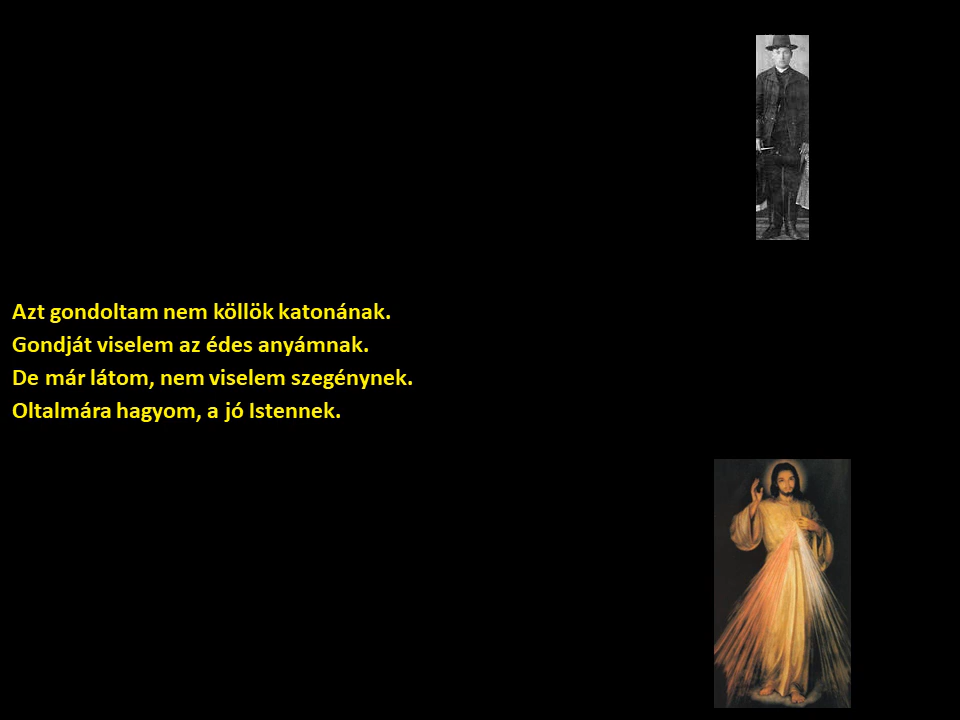 Azt gondoltam nem köllök katonának.
Gondját viselem az édes anyámnak.
De már látom, nem viselem szegénynek.
Oltalmára hagyom, a jó Istennek.